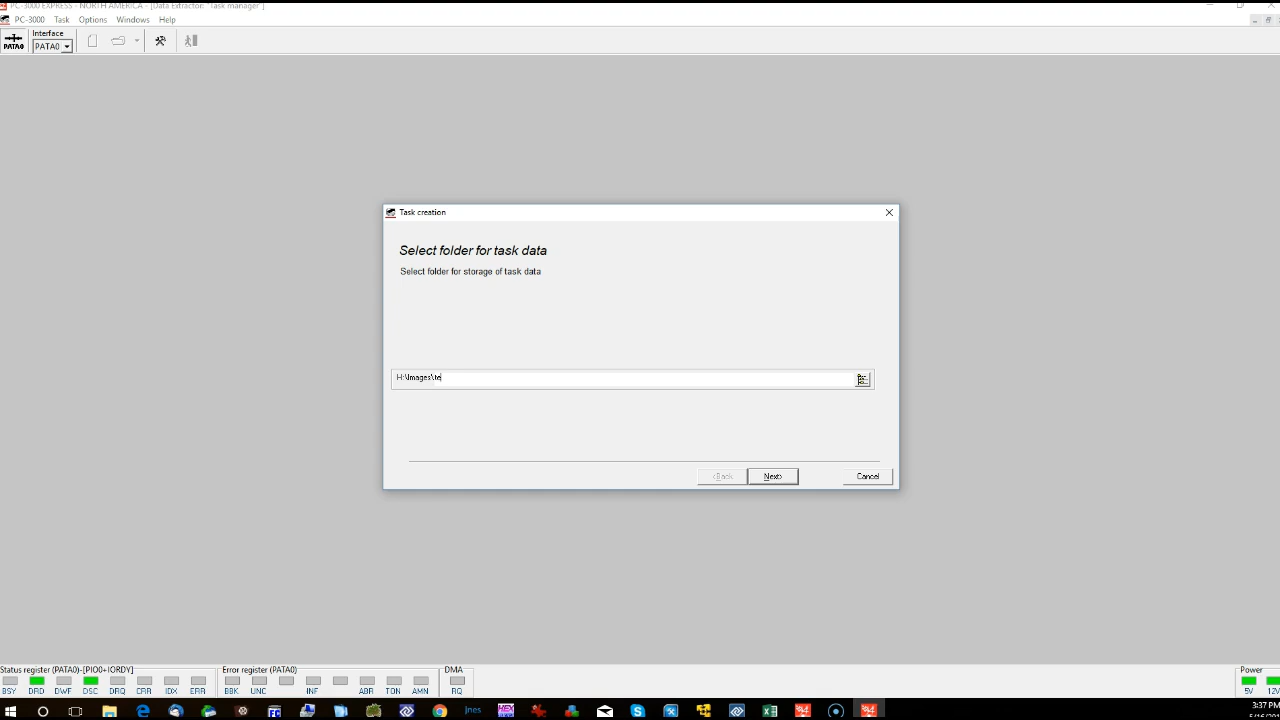 PC-3000 EXPRESS - NORTH AMERICA - [Data Extractor: "Task manager"]
PC-3000 Task Options Windows Help
PATA0
Interface
PATA0
Task creation
Select folder for task data
Select folder for storage of task data
H:\Images\te
<Back Next> Cancel
Status register (PATA0)-[PIO0+IORDY]
BSY DRD DWF DSC DRQ CRR IDX ERR
Error register (PATA0)
BBK UNC INF ABR TON AMN
DMA
RQ
Power
5V 12V
jnes
HEX
3:37 PM